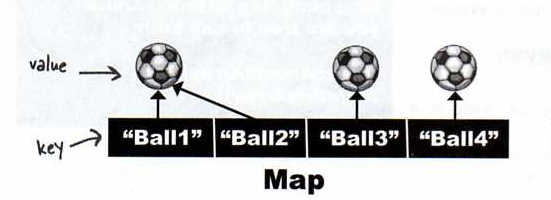 value
key
“Ball1” “Ball2” “Ball3” “Ball4”
Map